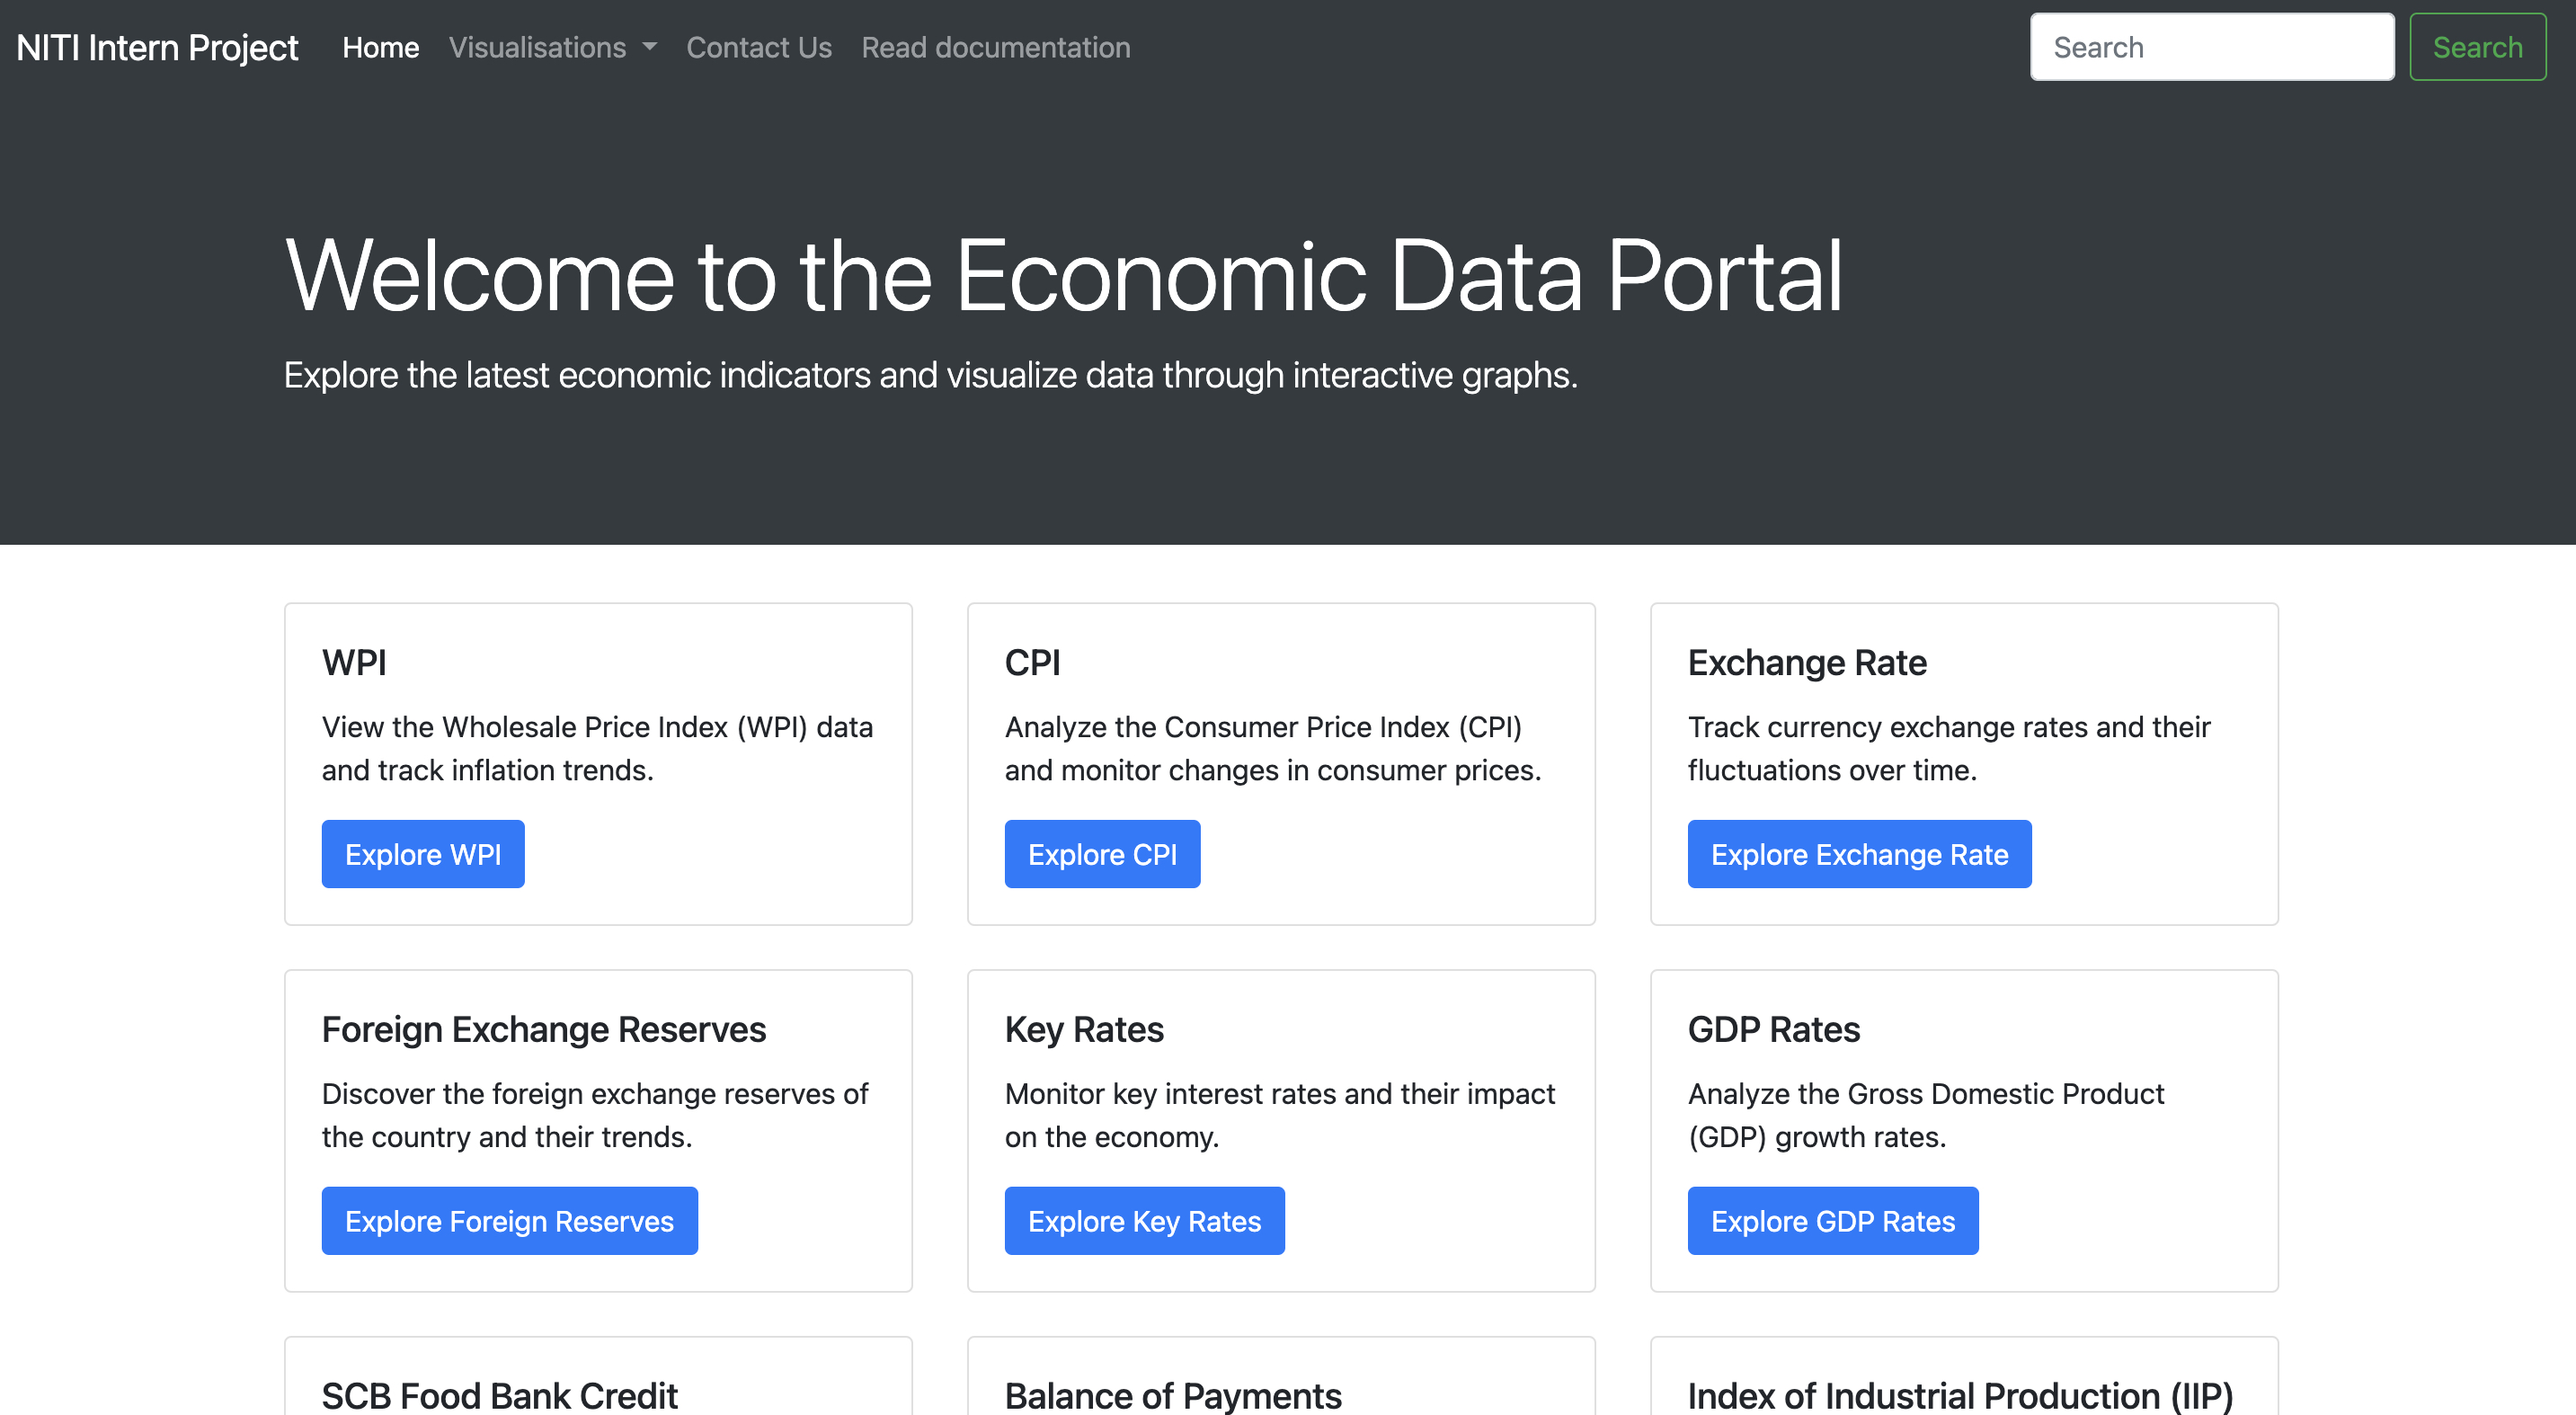 NITI Intern Project Home Visualisations Contact Us Read documentation Search Search
Welcome to the Economic Data Portal
Explore the latest economic indicators and visualize data through interactive graphs.
WPI
View the Wholesale Price Index (WPI) data
and track inflation trends.
Explore WPI
CPI
Analyze the Consumer Price Index (CPI)
and monitor changes in consumer prices.
Explore CPI
Exchange Rate
Track currency exchange rates and their
fluctuations over time.
Explore Exchange Rate
Foreign Exchange Reserves
Discover the foreign exchange reserves of
the country and their trends.
Explore Foreign Reserves
Key Rates
Monitor key interest rates and their impact
on the economy.
Explore Key Rates
GDP Rates
Analyze the Gross Domestic Product
(GDP) growth rates.
Explore GDP Rates
SCB Food Bank Credit
Balance of Payments
Index of Industrial Production (IIP)